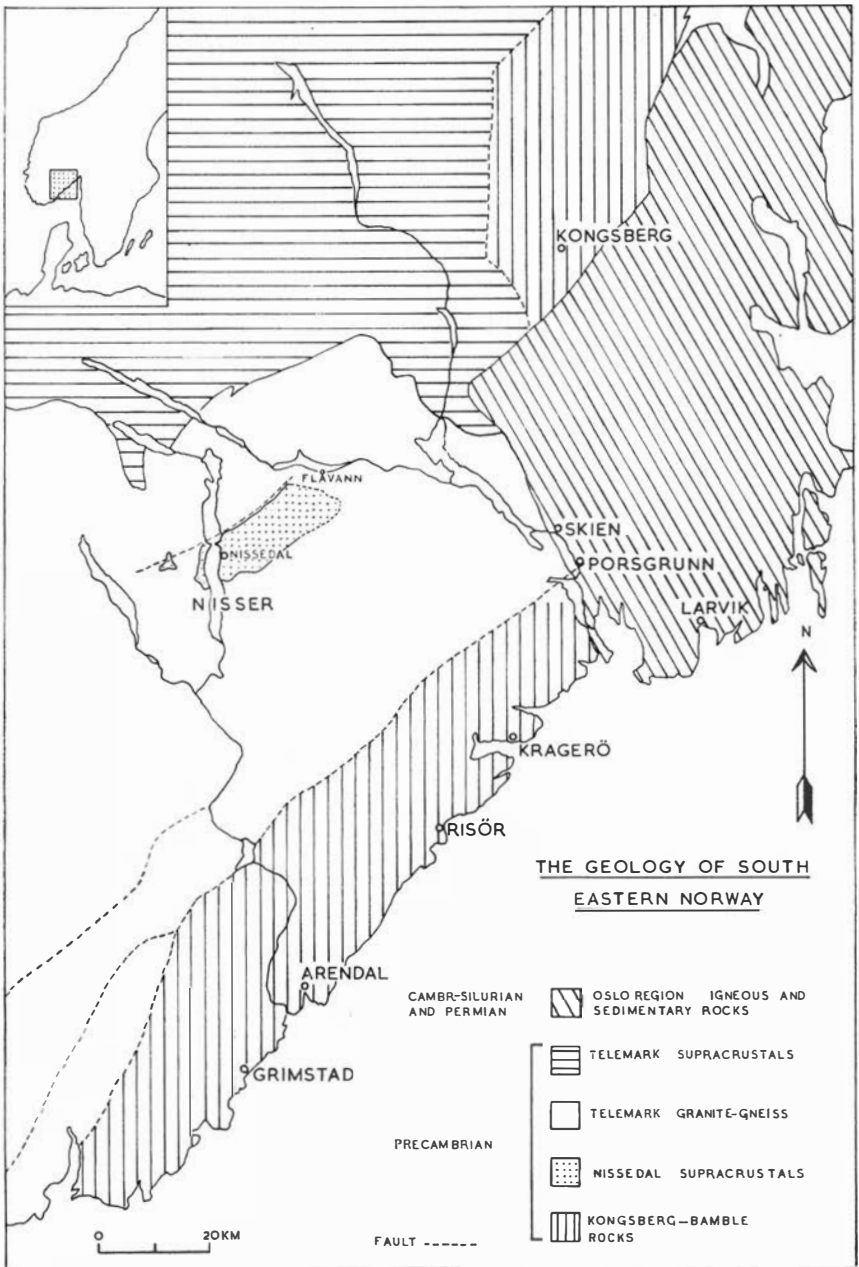 KONGSBERG
FLÅVANN
NISSEDAL
NISSER
SKIEN
PORSGRUNN
LARVIK
N
KRAGERÖ
RISÖR
THE GEOLOGY OF SOUTH
EASTERN NORWAY
ARENDAL
CAMBR-SILURIAN
AND PERMIAN
OSLO REGION IGNEOUS AND
SEDIMENTARY ROCKS
TELEMARK SUPRACRUSTALS
GRIMSTAD
TELEMARK GRANITE-GNEISS
PRECAMBRIAN
NISSEDAL SUPRACRUSTALS
KONGSBERG—BAMBLE
ROCKS
0 20KM
FAULT ------